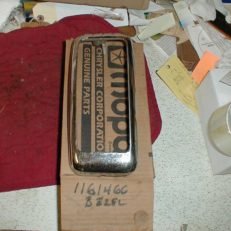 mopar
CHRYSLER CORPORATION
GENUINE PARTS
1161466
BEZEL